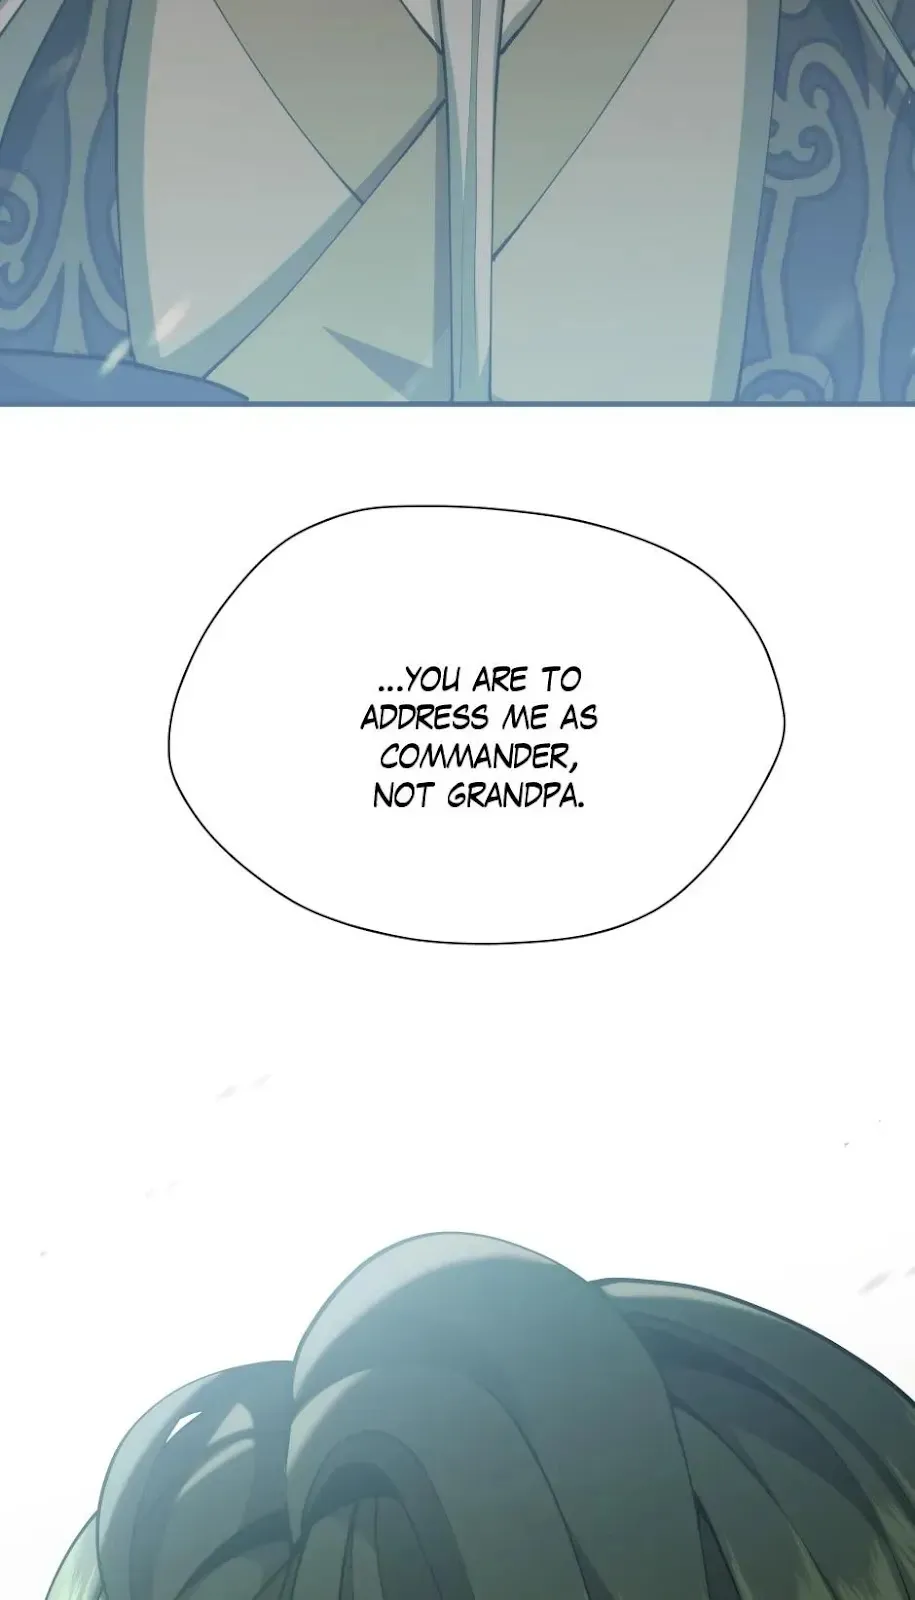 ...YOU ARE TO
ADDRESS ME AS
COMMANDER,
NOT GRANDPA.